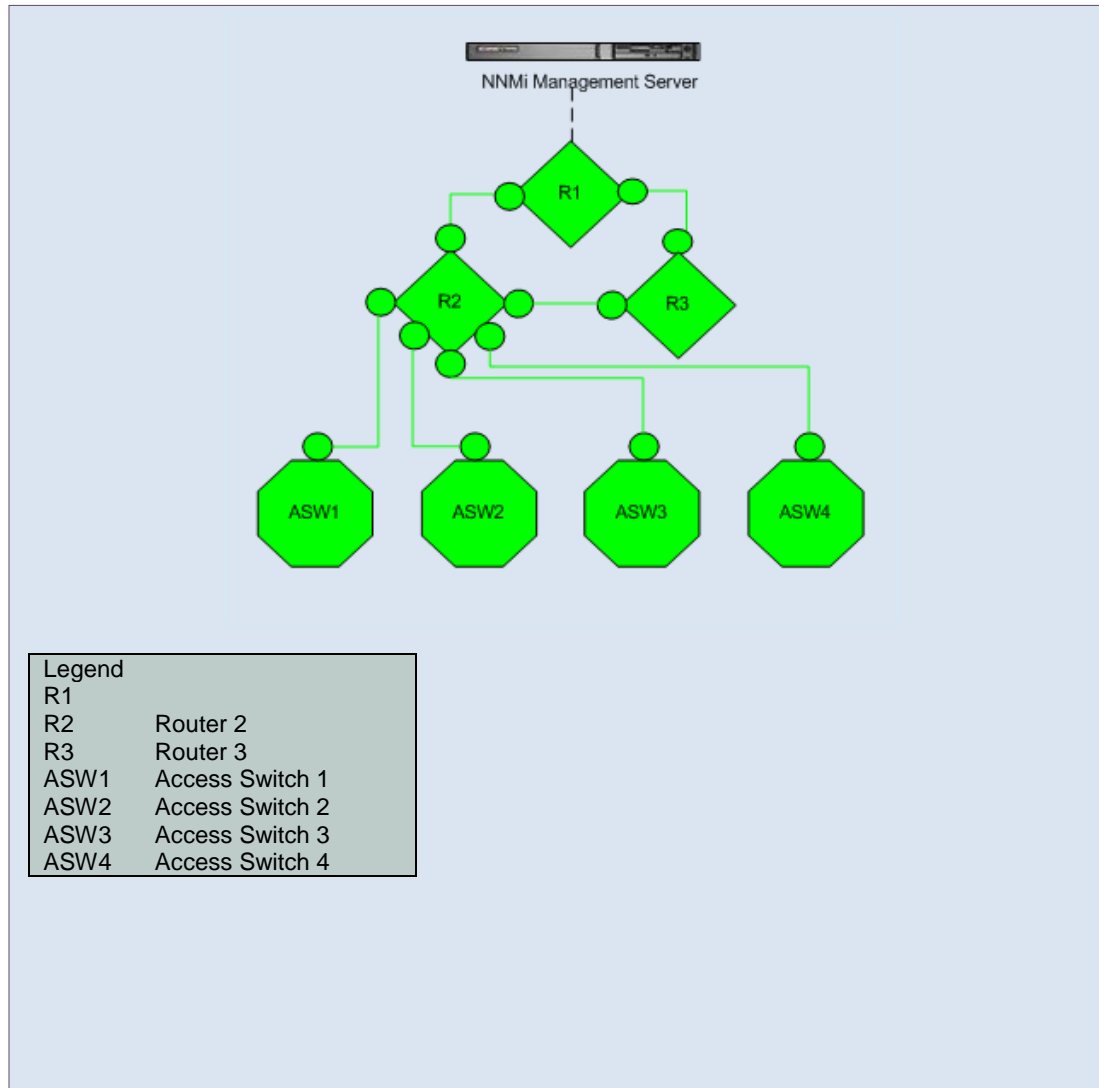 NNMi Management Server
R1
R2
R3
ASW1
ASW2
ASW3
ASW4
Legend
R1
R2 Router 2
R3 Router 3
ASW1 Access Switch 1
ASW2 Access Switch 2
ASW3 Access Switch 3
ASW4 Access Switch 4